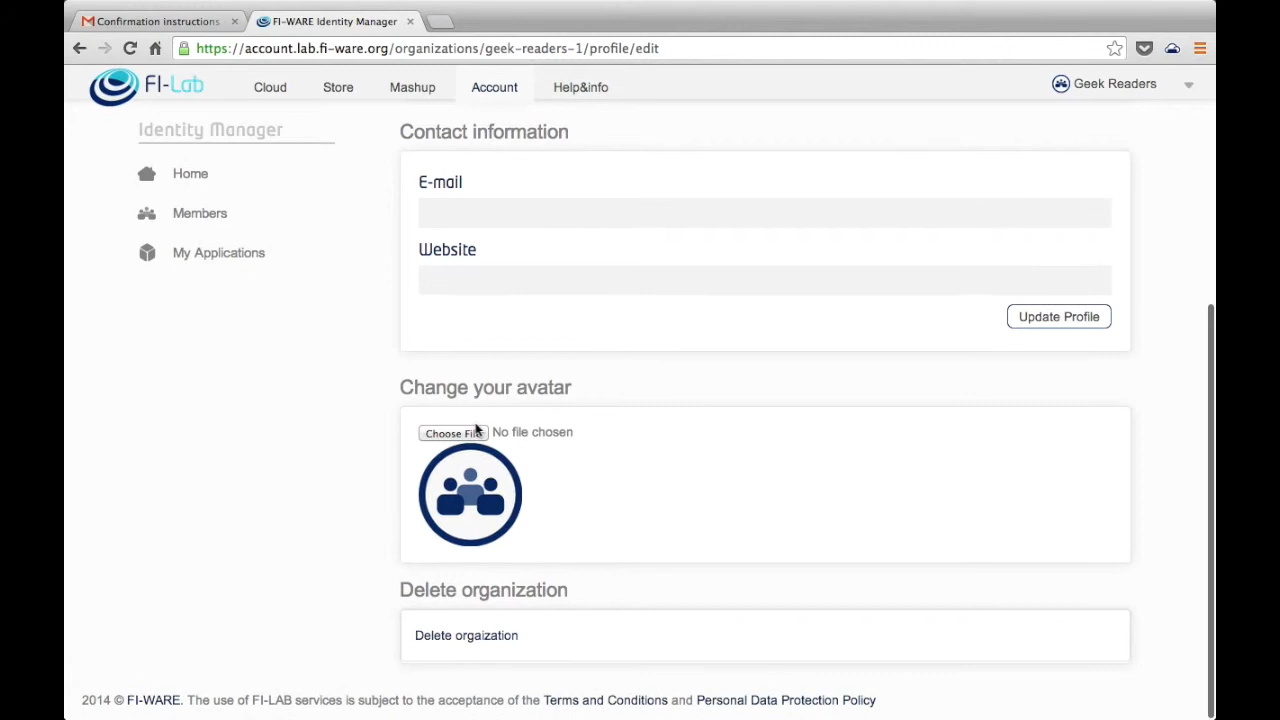 Confirmation instructions
FI-WARE Identity Manager
https://account.lab.fi-ware.org/organizations/geek-readers-1/profile/edit
FI-Lab
Cloud
Store
Mashup
Account
Help&info
Geek Readers
Identity Manager
Home
Members
My Applications
Contact information
E-mail
Website
Update Profile
Change your avatar
Choose File No file chosen
Delete organization
Delete orgaization
2014 © FI-WARE. The use of FI-LAB services is subject to the acceptance of the Terms and Conditions and Personal Data Protection Policy